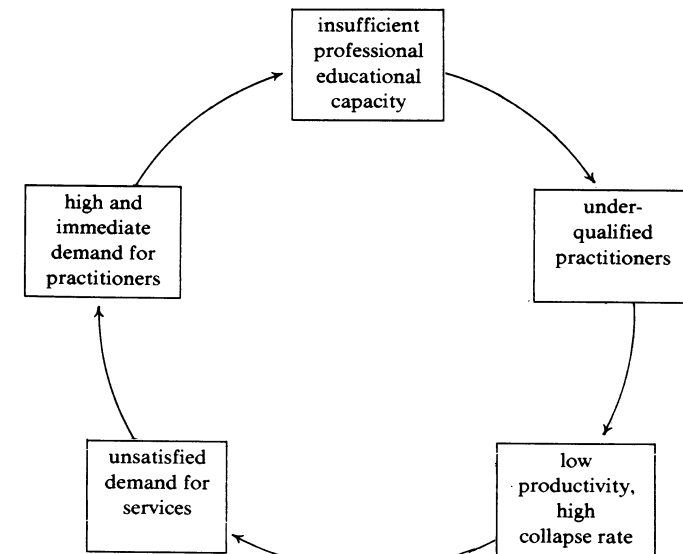 insufficient
professional
educational
capacity
high and
immediate
demand for
practitioners
under-
qualified
practitioners
unsatisfied
demand for
services
low
productivity,
high
collapse rate